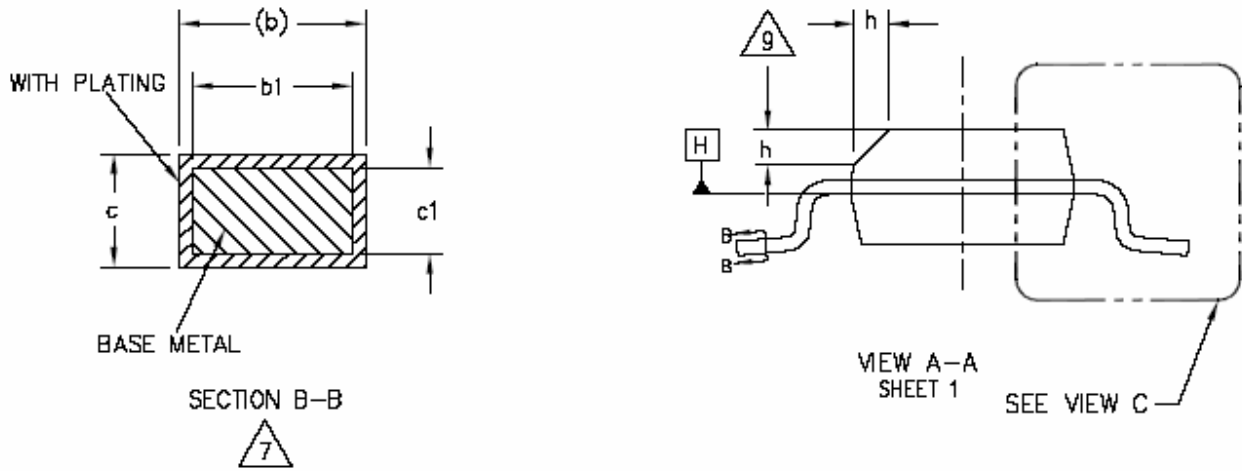 (b)
WITH PLATING
b1
c
c1
BASE METAL
SECTION B-B
7
9
h
H
h
B
B
VIEW A-A
SHEET 1
SEE VIEW C